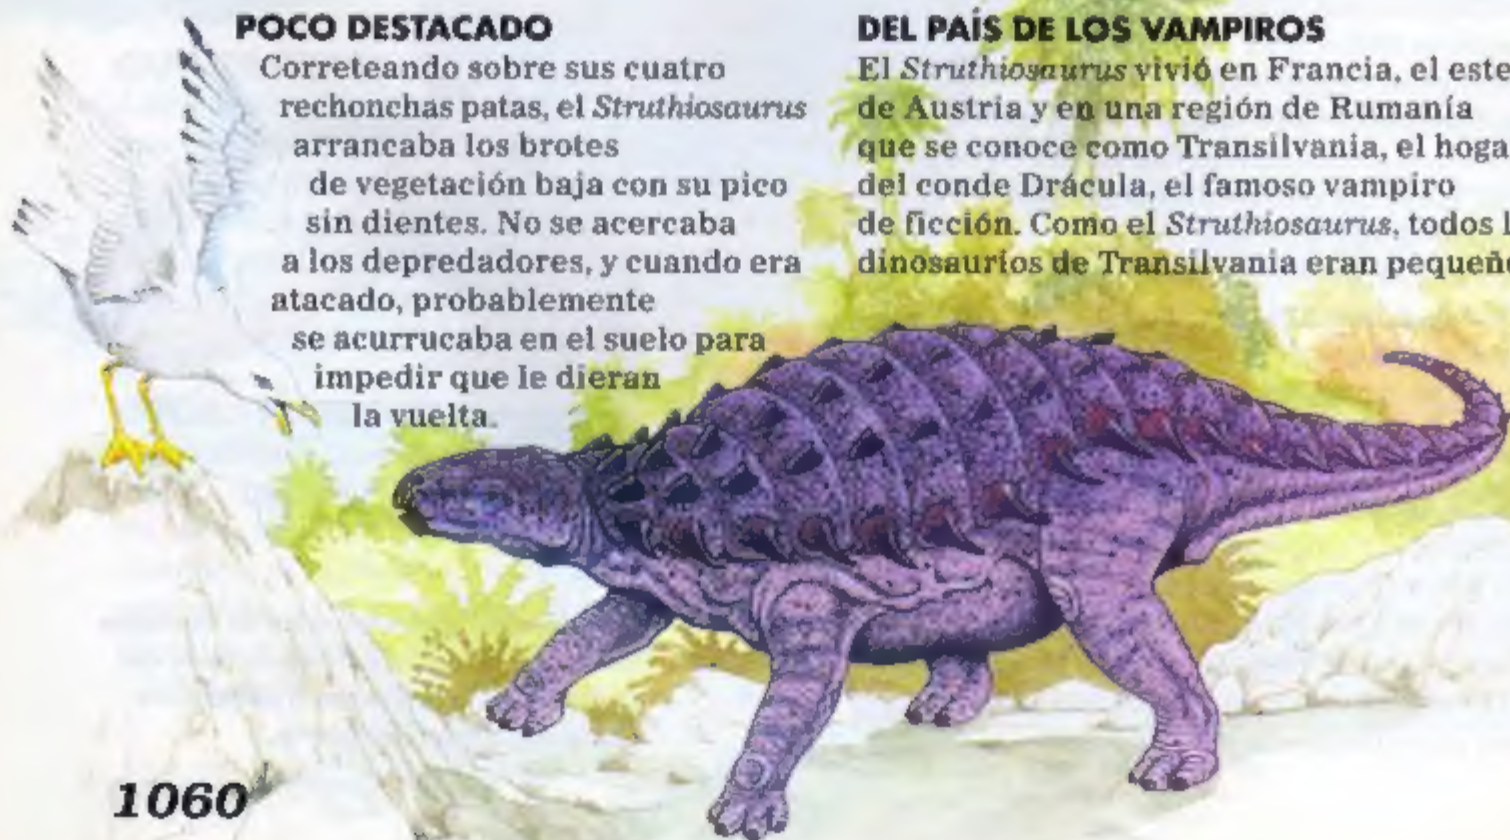 POCO DESTACADO
Correteando sobre sus cuatro
rechonchas patas, el Struthiosaurus
arrancaba los brotes
de vegetación baja con su pico
sin dientes. No se acercaba
a los depredadores, y cuando era
atacado, probablemente
se acurrucaba en el suelo para
impedir que le dieran
la vuelta.
DEL PAÍS DE LOS VAMPIROS
El Struthiosaurus vivió en Francia, el este
de Austria y en una región de Rumanía
que se conoce como Transilvania, el hoga
del conde Drácula, el famoso vampiro
de ficción. Como el Struthiosaurus, todos l
dinosaurios de Transilvania eran pequeño
1060